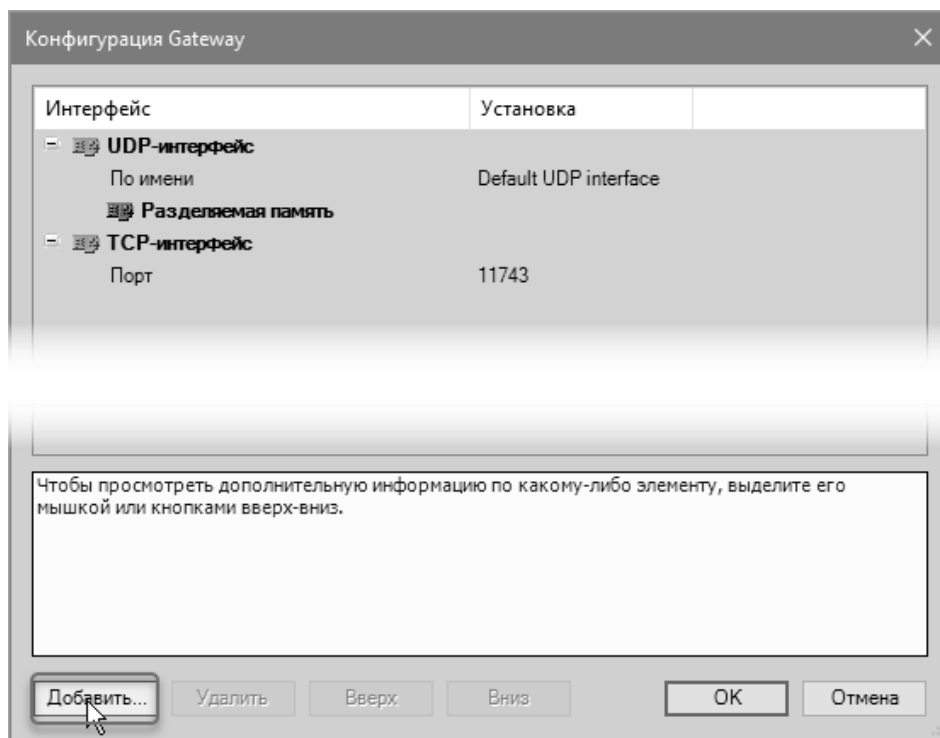 Конфигурация Gateway
Интерфейс Установка
UDP-интерфейс
По имени Default UDP interface
Разделяемая память
TCP-интерфейс
Порт 11743
Чтобы просмотреть дополнительную информацию по какому-либо элементу, выделите его
мышкой или кнопками вверх-вниз.
Добавить... Удалить Вверх Вниз OK Отмена